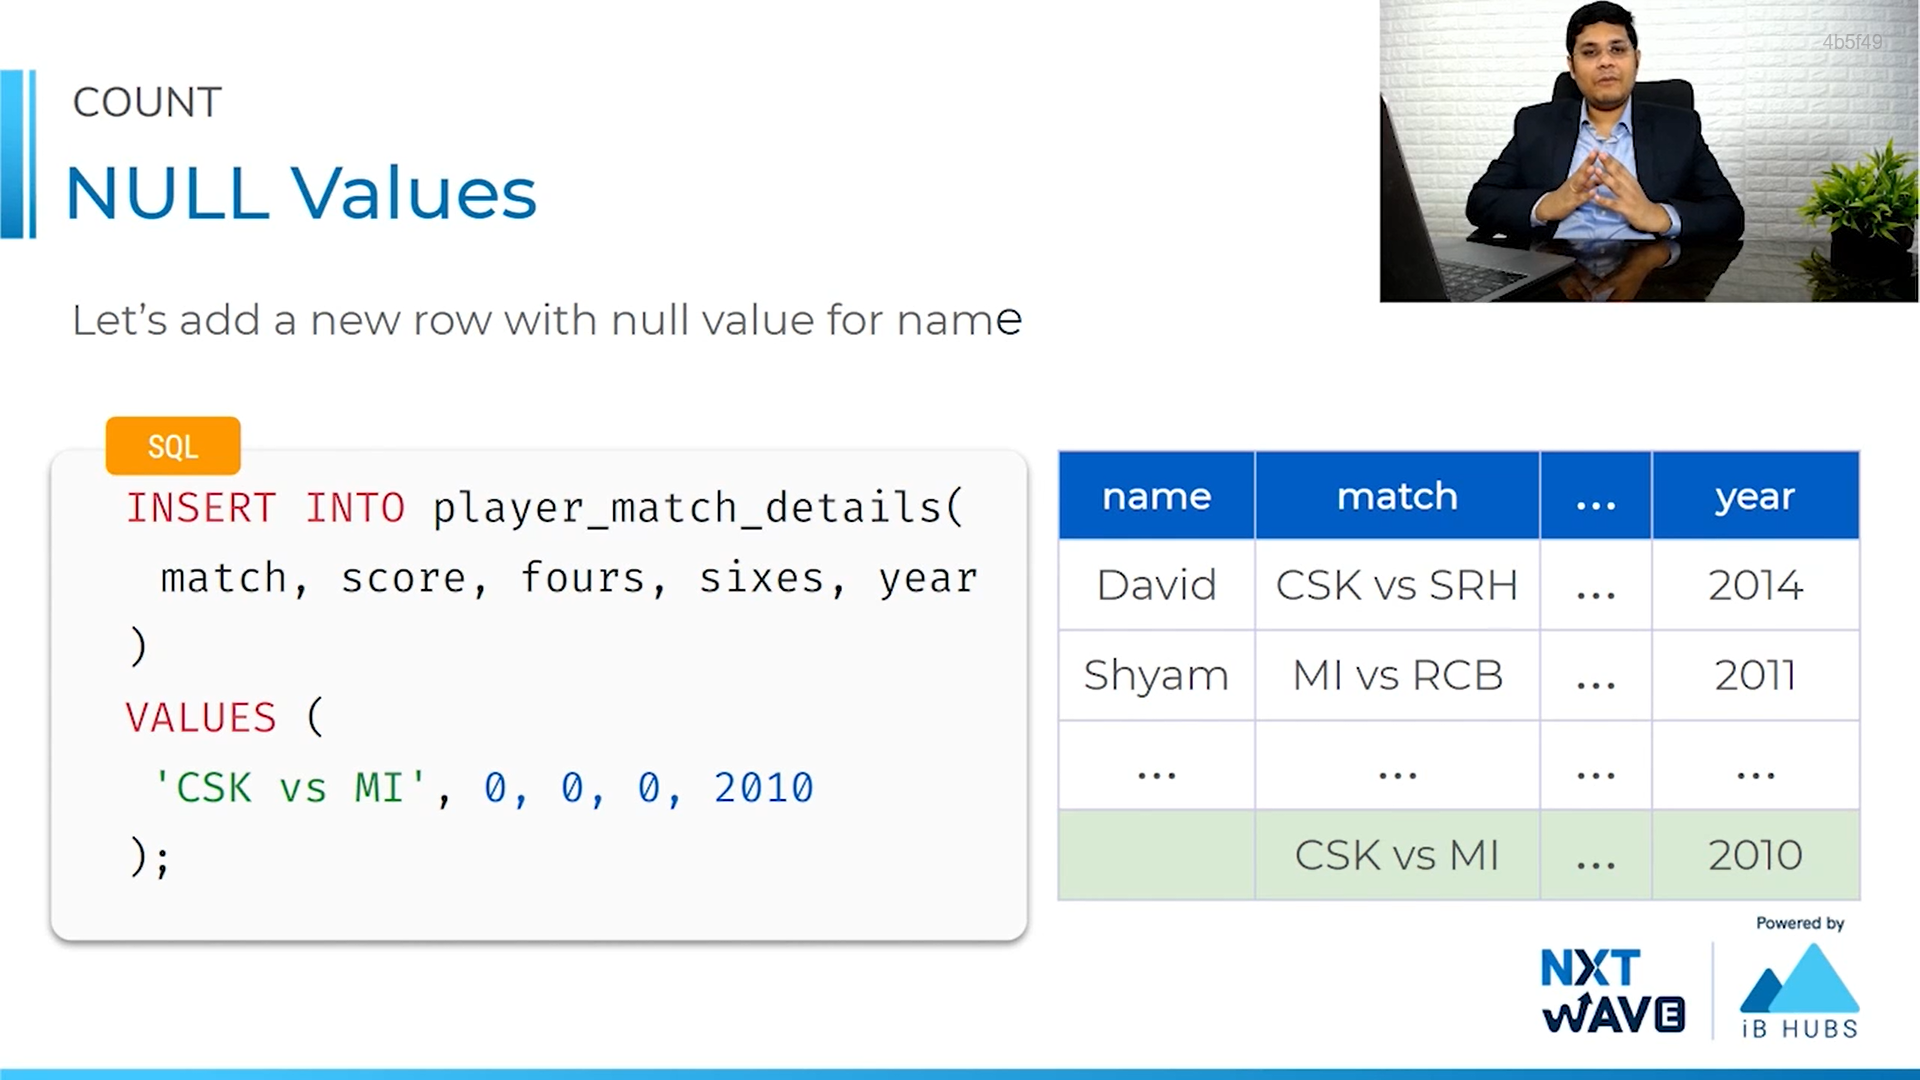 4b5f49
COUNT
NULL Values
Let's add a new row with null value for name
SQL
INSERT INTO player_match_details(
match, score, fours, sixes, year
)
VALUES (
'CSK vs MI', 0, 0, 0, 2010
);
name match ... year
David CSK vs SRH ... 2014
Shyam MI vs RCB ... 2011
... ... ... ...
CSK vs MI ... 2010
Powered by
NXT
WAVE
iB HUBS